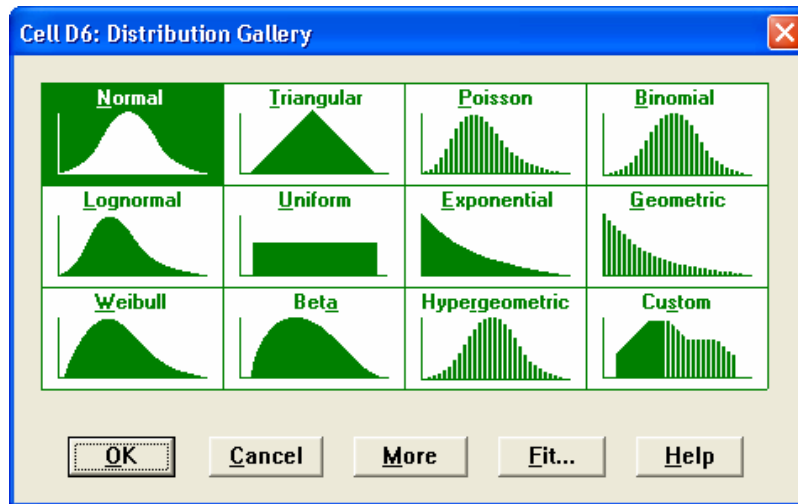 Cell D6: Distribution Gallery
Normal Triangular Poisson Binomial
Lognormal Uniform Exponential Geometric
Weibull Beta Hypergeometric Custom
OK Cancel More Fit... Help